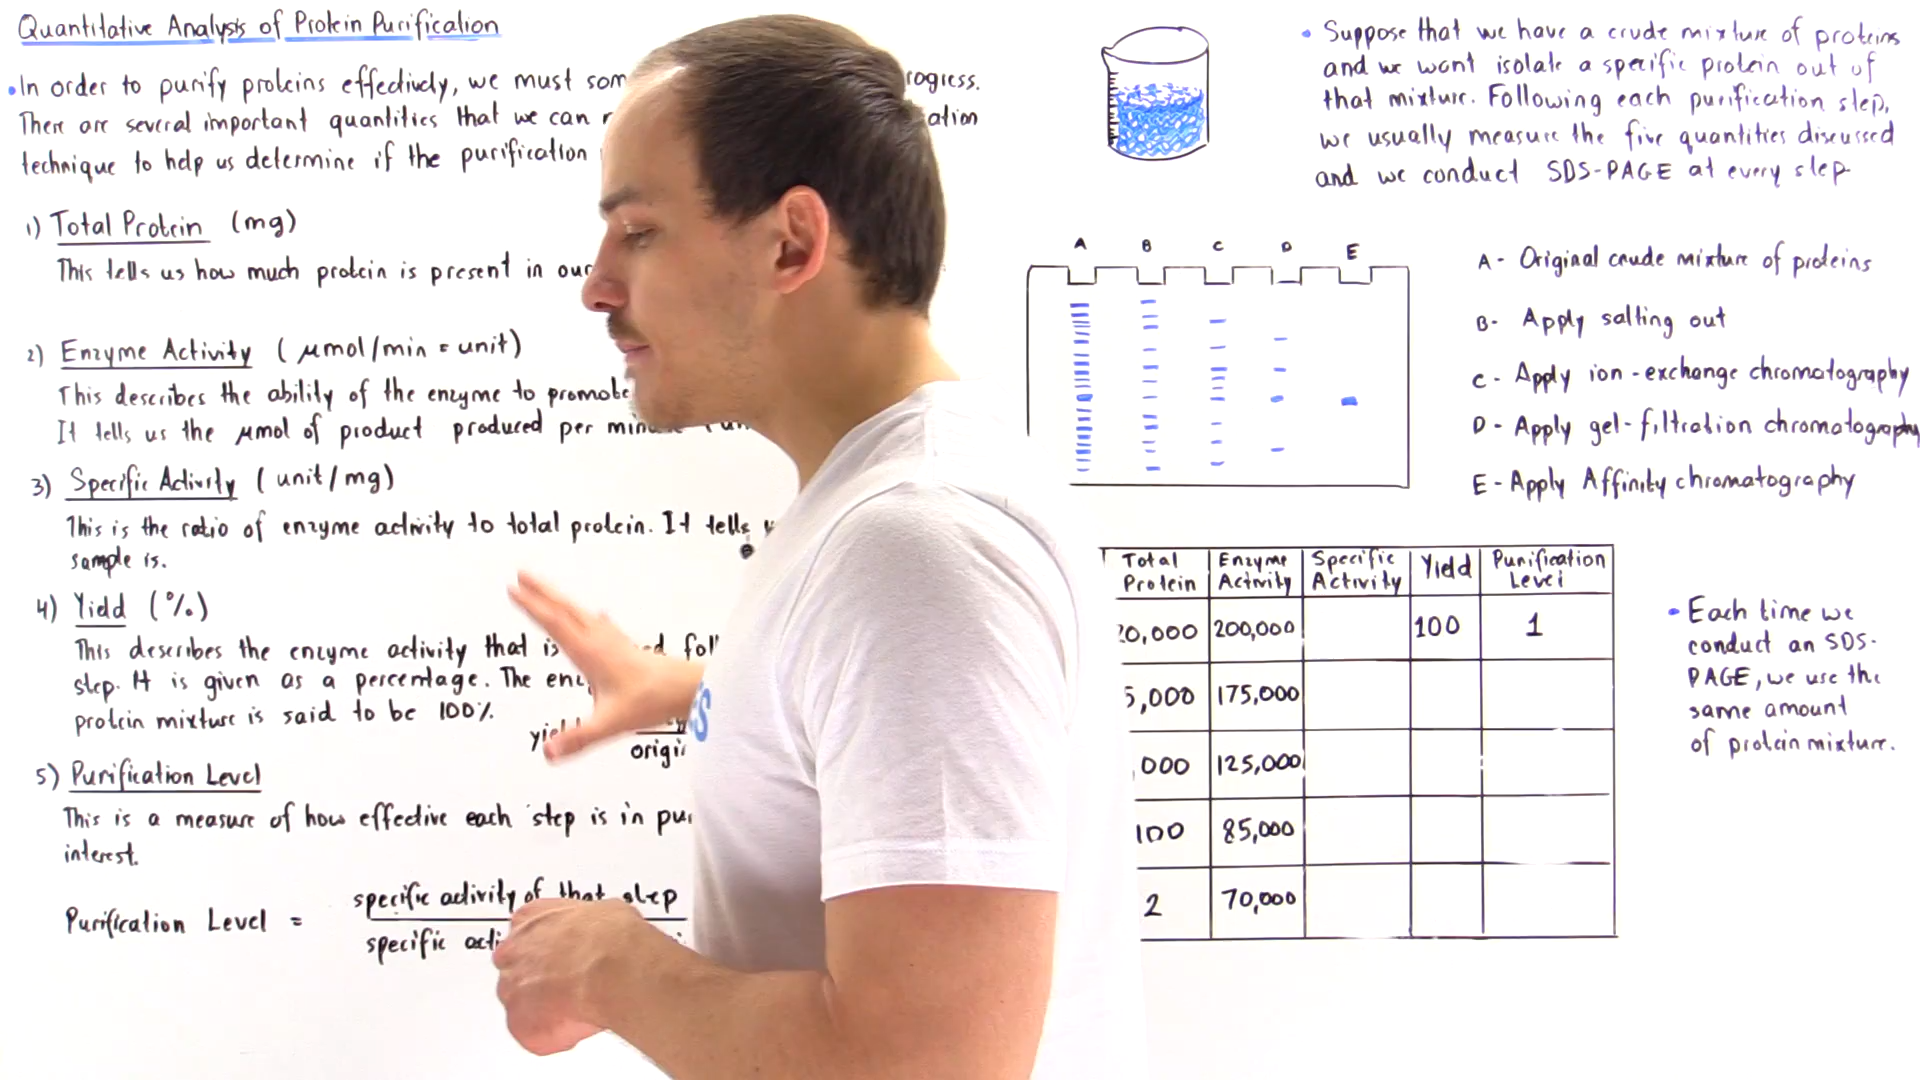 Quantitative Analysis of Protein Purification
• In order to purify proteins effectively, we must
There are several important quantities that we can
technique to help us determine if the purification
1) Total Protein (mg)
This tells us how much protein is present in our
2) Enzyme Activity (μmol/min = unit)
This describes the ability of the enzyme to promote
It tells us the μmol of product produced per
3) Specific Activity (unit/mg)
This is the ratio of enzyme activity to total protein. It tells
sample is.
4) Yield (%)
This describes the enzyme activity that is
step. It is given as a percentage. The
protein mixture is said to be 100%.
5) Purification Level
This is a measure of how effective each step is in
interest.
Purification Level =
specific activity of that step
specific
• Suppose that we have a crude mixture of proteins
and we want isolate a specific protein out of
that mixture. Following each purification step,
we usually measure the five quantities discussed
and we conduct SDS-PAGE at every step
A B C D E
A - Original crude mixture of proteins
B - Apply salting out
C - Apply ion-exchange chromatography
D - Apply gel-filtration chromatography
E - Apply Affinity chromatography
Total Protein Enzyme Activity Specific Activity Yield Purification Level
200,000 100 1
5,000 175,000
125,000
100 85,000
2 70,000
• Each time we
conduct an SDS-
PAGE, we use the
same amount
of protein mixture.